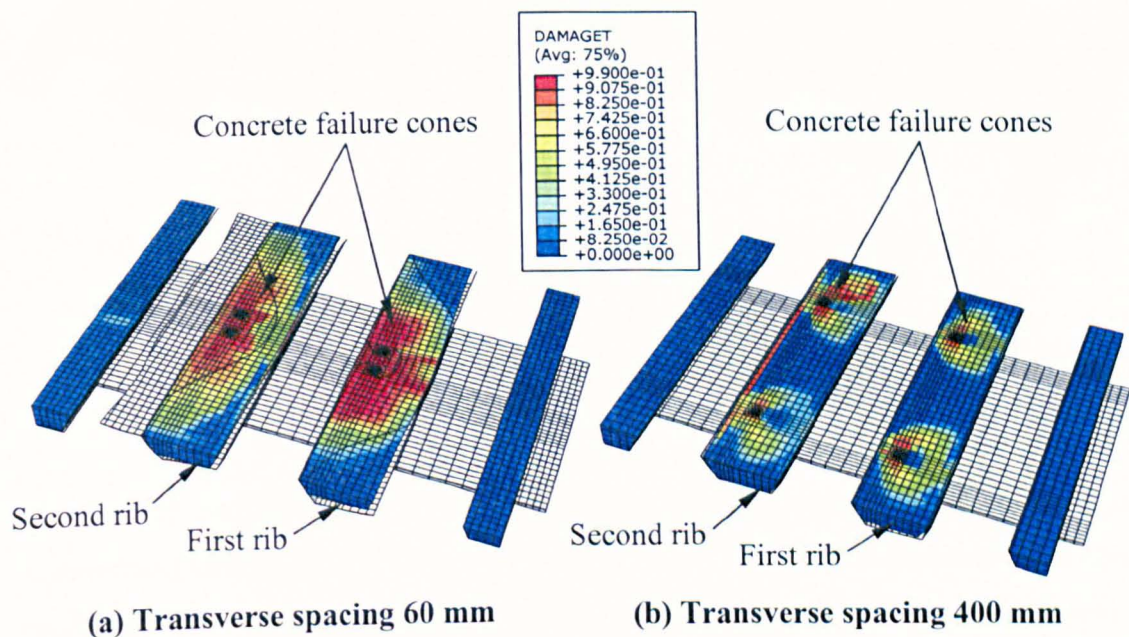 DAMAGET
(Avg: 75%)
+9.900e-01
+9.075e-01
+8.250e-01
+7.425e-01
+6.600e-01
+5.775e-01
+4.950e-01
+4.125e-01
+3.300e-01
+2.475e-01
+1.650e-01
+8.250e-02
+0.000e+00
Concrete failure cones
Concrete failure cones
Second rib
First rib
Second rib
First rib
(a) Transverse spacing 60 mm
(b) Transverse spacing 400 mm